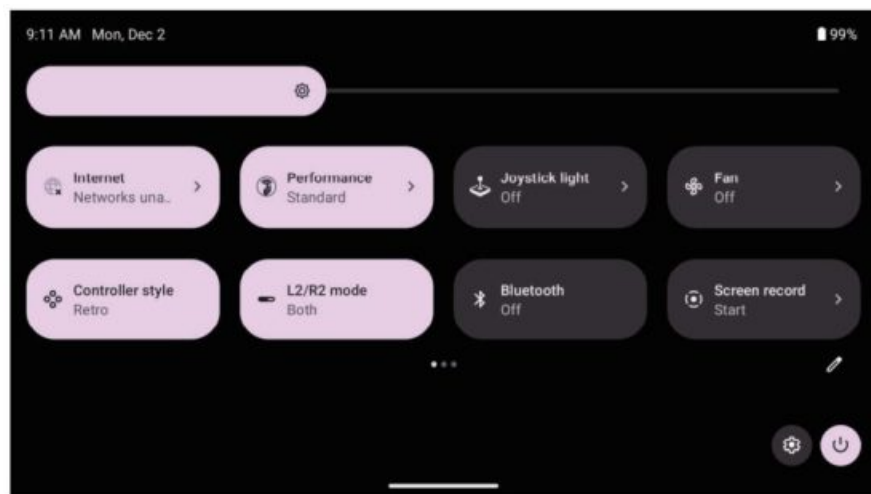 9:11 AM Mon, Dec 2
99%
Internet
Networks una..
Performance
Standard
Joystick light
Off
Fan
Off
Controller style
Retro
L2/R2 mode
Both
Bluetooth
Off
Screen record
Start